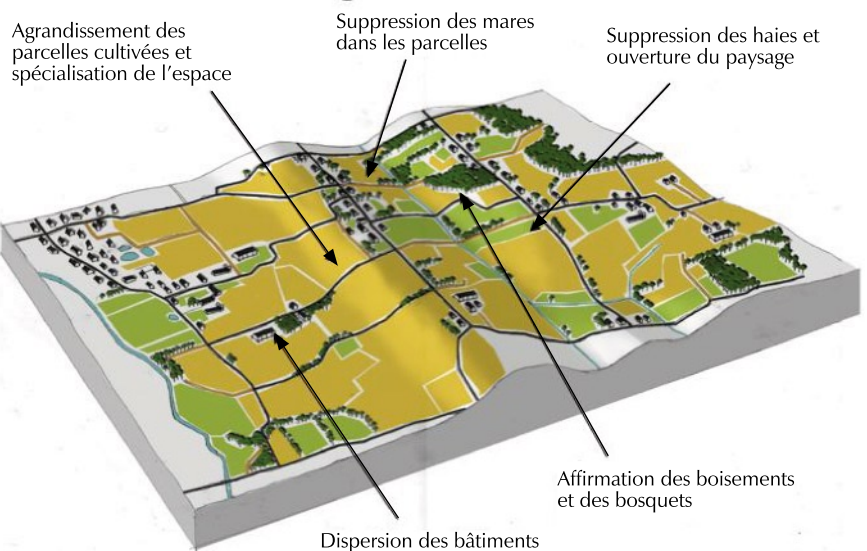 Agrandissement des
parcelles cultivées et
spécialisation de l'espace
Suppression des mares
dans les parcelles
Suppression des haies et
ouverture du paysage
Affirmation des boisements
et des bosquets
Dispersion des bâtiments